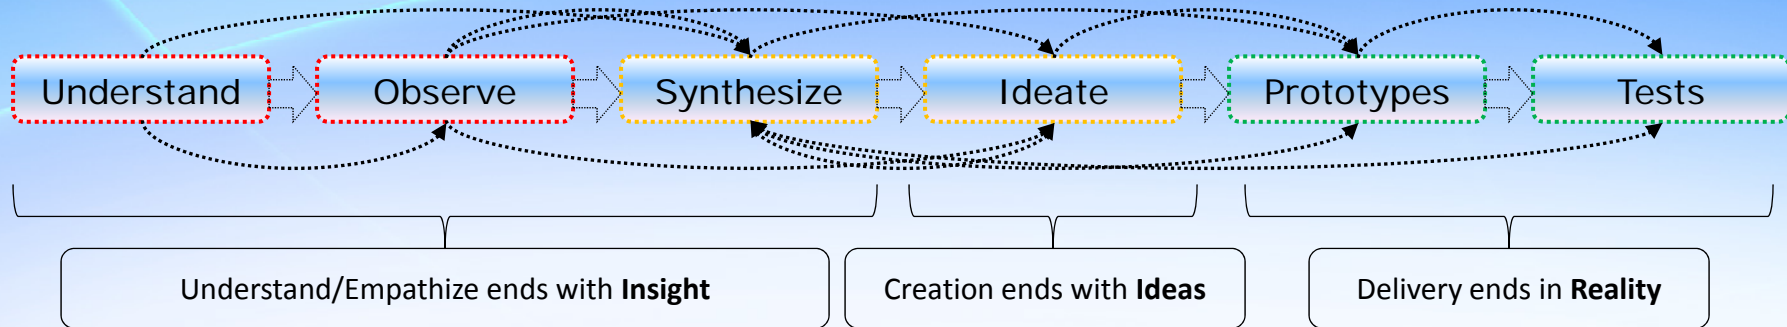 Understand
Observe
Synthesize
Ideate
Prototypes
Tests
Understand/Empathize ends with Insight
Creation ends with Ideas
Delivery ends in Reality